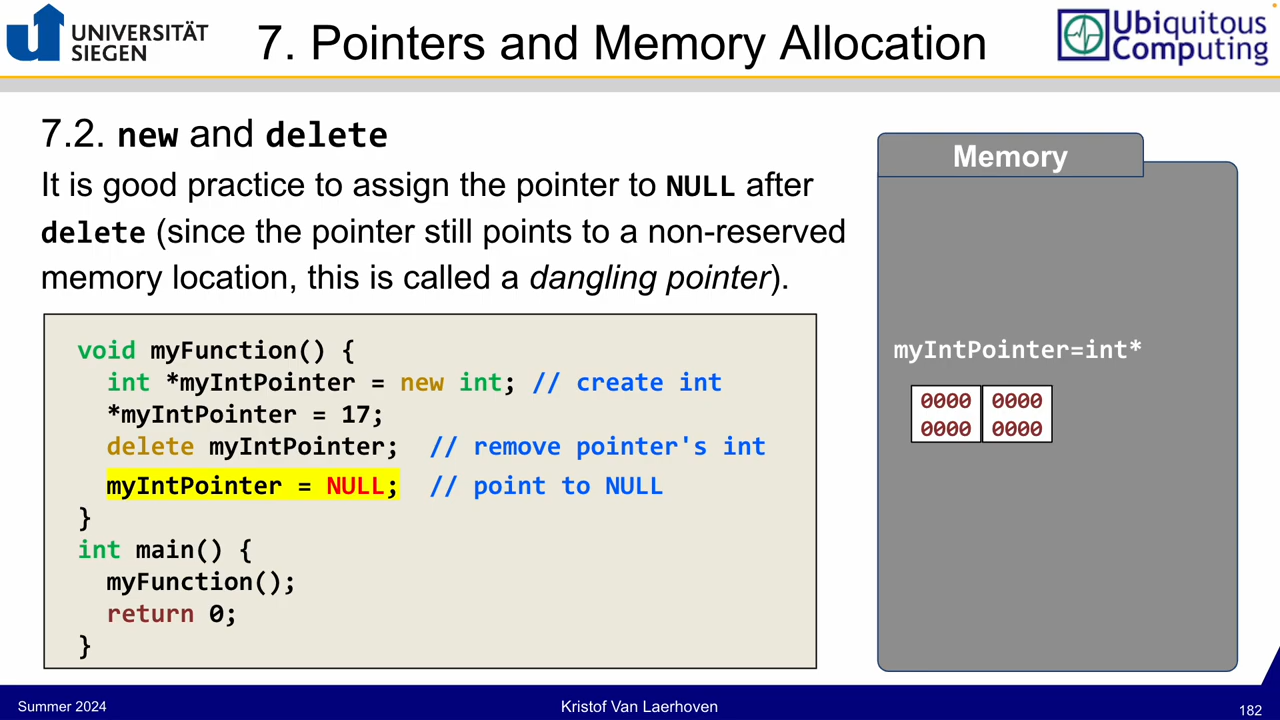 UNIVERSITÄT
SIEGEN
7. Pointers and Memory Allocation
Ubiquitous
Computing
7.2. new and delete
It is good practice to assign the pointer to NULL after
delete (since the pointer still points to a non-reserved
memory location, this is called a dangling pointer).
void myFunction() {
int *myIntPointer = new int; // create int
*myIntPointer = 17;
delete myIntPointer; // remove pointer's int
myIntPointer = NULL; // point to NULL
}
int main() {
myFunction();
return 0;
}
Memory
myIntPointer=int*
0000 0000
0000 0000
Summer 2024
Kristof Van Laerhoven
182